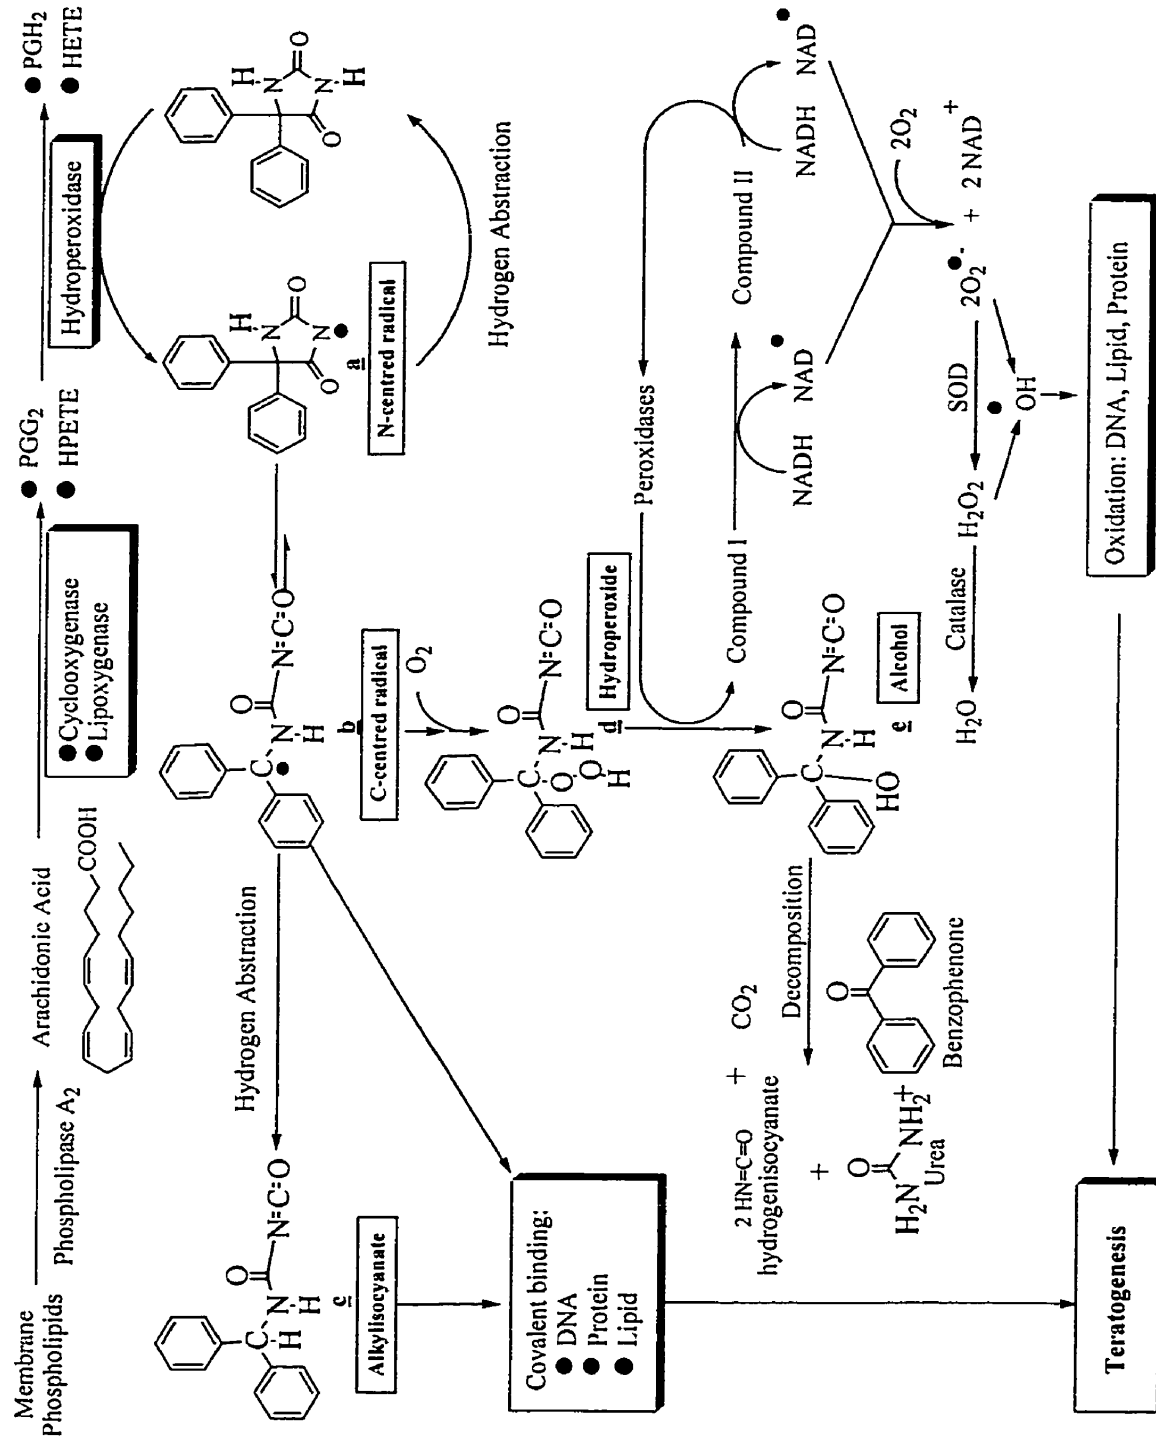 Membrane
Phospholipids
Phospholipase A2
Arachidonic Acid
COOH
●Cyclooxygenase
●Lipoxygenase
● PGG2
● HPETE
Hydroperoxidase
● PGH2
● HETE
O
C N N=C=O
H H
c
Alkylisocyanate
Hydrogen Abstraction
O
C N N=C=O
H
b
C-centred radical
O2
H
N O
N
O
a
N-centred radical
H
N O
N
O H
Hydrogen Abstraction
Covalent binding:
● DNA
● Protein
● Lipid
O
C N N=C=O
O H
O
H
d
Hydroperoxide
Peroxidases
Compound I
Compound II
NADH NAD
NADH NAD
O
C N N=C=O
HO H
e
Alcohol
Decomposition
2 HN=C=O + CO2
hydrogenisocyanate
+
O
H2N NH2
Urea
+
O
Benzophenone
2O2
H2O
Catalase
H2O2
SOD
2O2●- + 2 NAD+
●
OH
Oxidation: DNA, Lipid, Protein
Teratogenesis